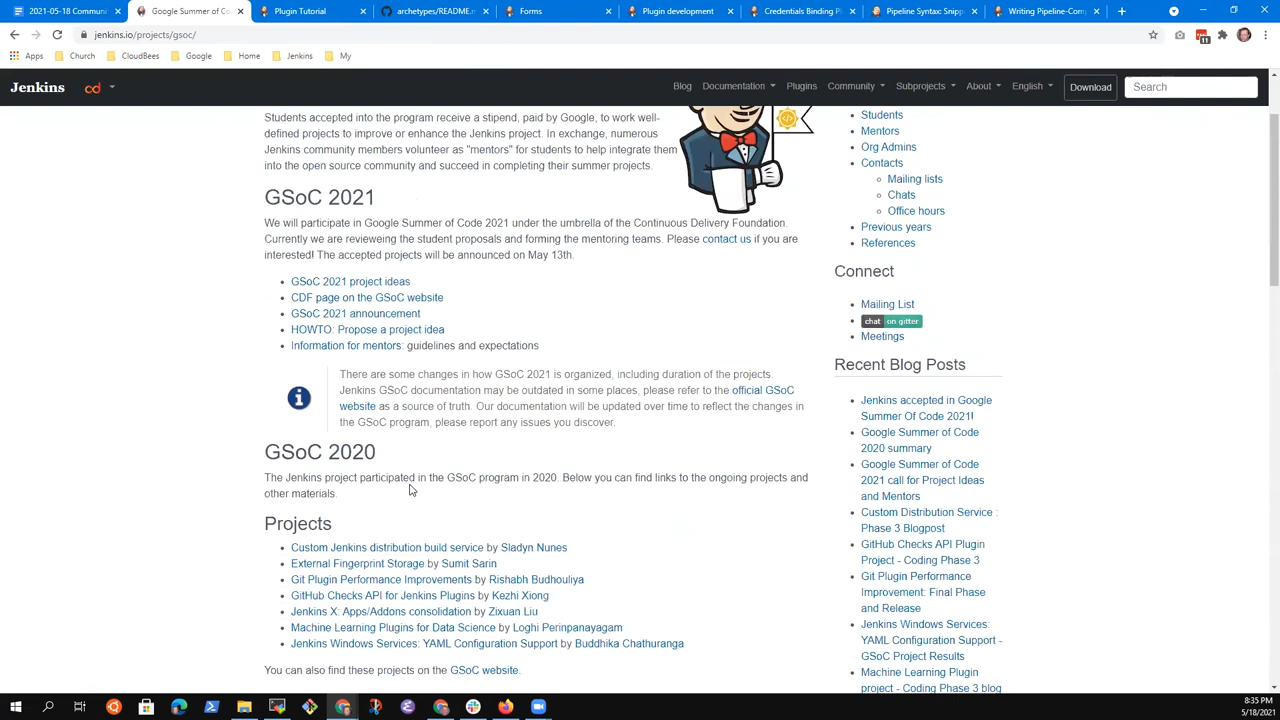 2021-05-18 Communi
Google Summer of Co
Plugin Tutorial
archetypes/README.m
Forms
Plugin development
Credentials Binding Pl
Pipeline Syntax: Snipp
Writing Pipeline-Com
jenkins.io/projects/gsoc/
11
Apps
Church
CloudBees
Google
Home
Jenkins
My
Jenkins
cd
Blog
Documentation
Plugins
Community
Subprojects
About
English
Download
Search
Students accepted into the program receive a stipend, paid by Google, to work well-
defined projects to improve or enhance the Jenkins project. In exchange, numerous
Jenkins community members volunteer as "mentors" for students to help integrate them
into the open source community and succeed in completing their summer projects.
GSoC 2021
We will participate in Google Summer of Code 2021 under the umbrella of the Continuous Delivery Foundation.
Currently we are reviewing the student proposals and forming the mentoring teams. Please contact us if you are
interested! The accepted projects will be announced on May 13th.
GSoC 2021 project ideas
CDF page on the GSoC website
GSoC 2021 announcement
HOWTO: Propose a project idea
Information for mentors: guidelines and expectations
There are some changes in how GSoC 2021 is organized, including duration of the projects.
Jenkins GSoC documentation may be outdated in some places, please refer to the official GSoC
website as a source of truth. Our documentation will be updated over time to reflect the changes in
the GSoC program, please report any issues you discover.
GSoC 2020
The Jenkins project participated in the GSoC program in 2020. Below you can find links to the ongoing projects and
other materials.
Projects
Custom Jenkins distribution build service by Sladyn Nunes
External Fingerprint Storage by Sumit Sarin
Git Plugin Performance Improvements by Rishabh Budhouliya
GitHub Checks API for Jenkins Plugins by Kezhi Xiong
Jenkins X: Apps/Addons consolidation by Zixuan Liu
Machine Learning Plugins for Data Science by Loghi Perinpanayagam
Jenkins Windows Services: YAML Configuration Support by Buddhika Chathuranga
You can also find these projects on the GSoC website.
Students
Mentors
Org Admins
Contacts
Mailing lists
Chats
Office hours
Previous years
References
Connect
Mailing List
chat on gitter
Meetings
Recent Blog Posts
Jenkins accepted in Google
Summer Of Code 2021!
Google Summer of Code
2020 summary
Google Summer of Code
2021 call for Project Ideas
and Mentors
Custom Distribution Service :
Phase 3 Blogpost
GitHub Checks API Plugin
Project - Coding Phase 3
Git Plugin Performance
Improvement: Final Phase
and Release
Jenkins Windows Services:
YAML Configuration Support -
GSoC Project Results
Machine Learning Plugin
project - Coding Phase 3 blog
8:35 PM
5/18/2021